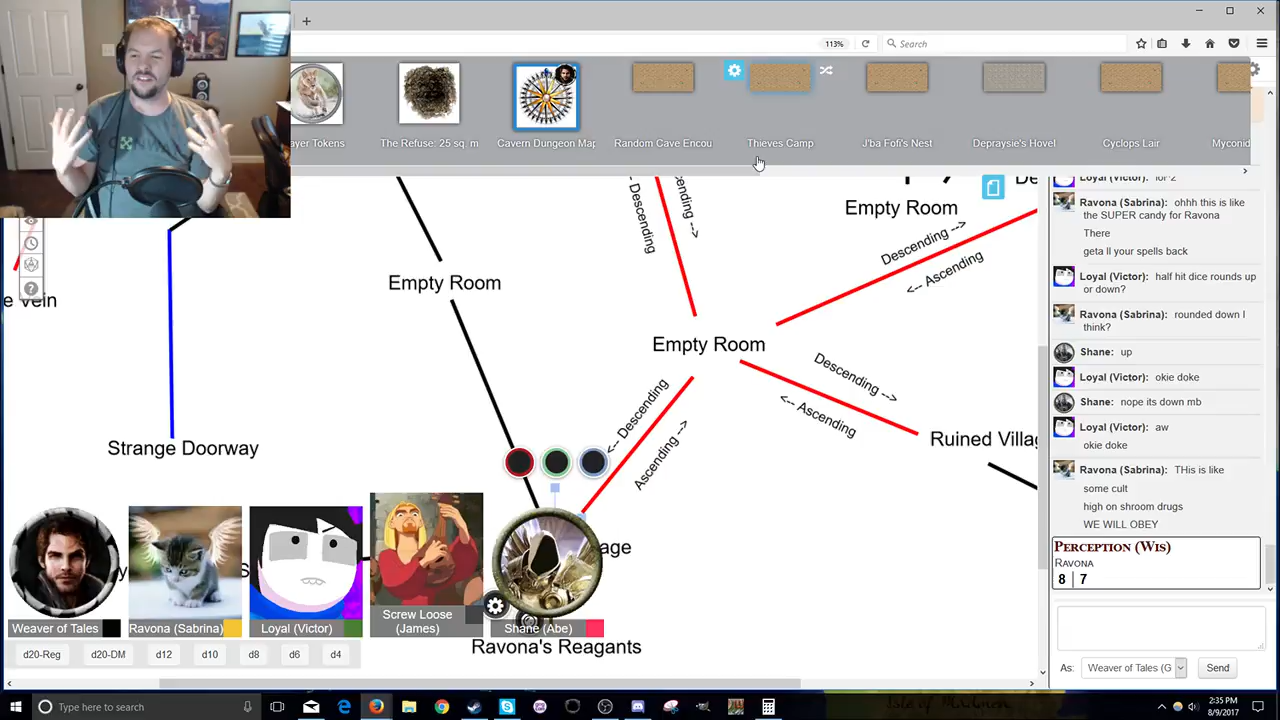 113%
Search
ayer Tokens
The Refuse: 25 sq. m
Cavern Dungeon Map
Random Cave Encou
Thieves Camp
J'ba Fofi's Nest
Depraysie's Hovel
Cyclops Lair
Myconid
Empty Room
Descending -->
<-- Ascending
Empty Room
e Vein
Descending
ending -->
Empty Room
Descending -->
<-- Ascending
<-- Descending
Ascending -->
Strange Doorway
Ruined Villag
age
Ravona's Reagants
Weaver of Tales
Ravona (Sabrina)
Loyal (Victor)
Screw Loose
(James)
Shane (Abe)
d20-Reg
d20-DM
d12
d10
d8
d6
d4
Loyal (Victor): lol^2
Ravona (Sabrina): ohhh this is like
the SUPER candy for Ravona
There
geta ll your spells back
Loyal (Victor): half hit dice rounds up
or down?
Ravona (Sabrina): rounded down I
think?
Shane: up
Loyal (Victor): okie doke
Shane: nope its down mb
Loyal (Victor): aw
okie doke
Ravona (Sabrina): THis is like
some cult
high on shroom drugs
WE WILL OBEY
Perception (Wis)
Ravona
8 | 7
As:
Weaver of Tales (G
Send
Type here to search
2:35 PM
8/9/2017